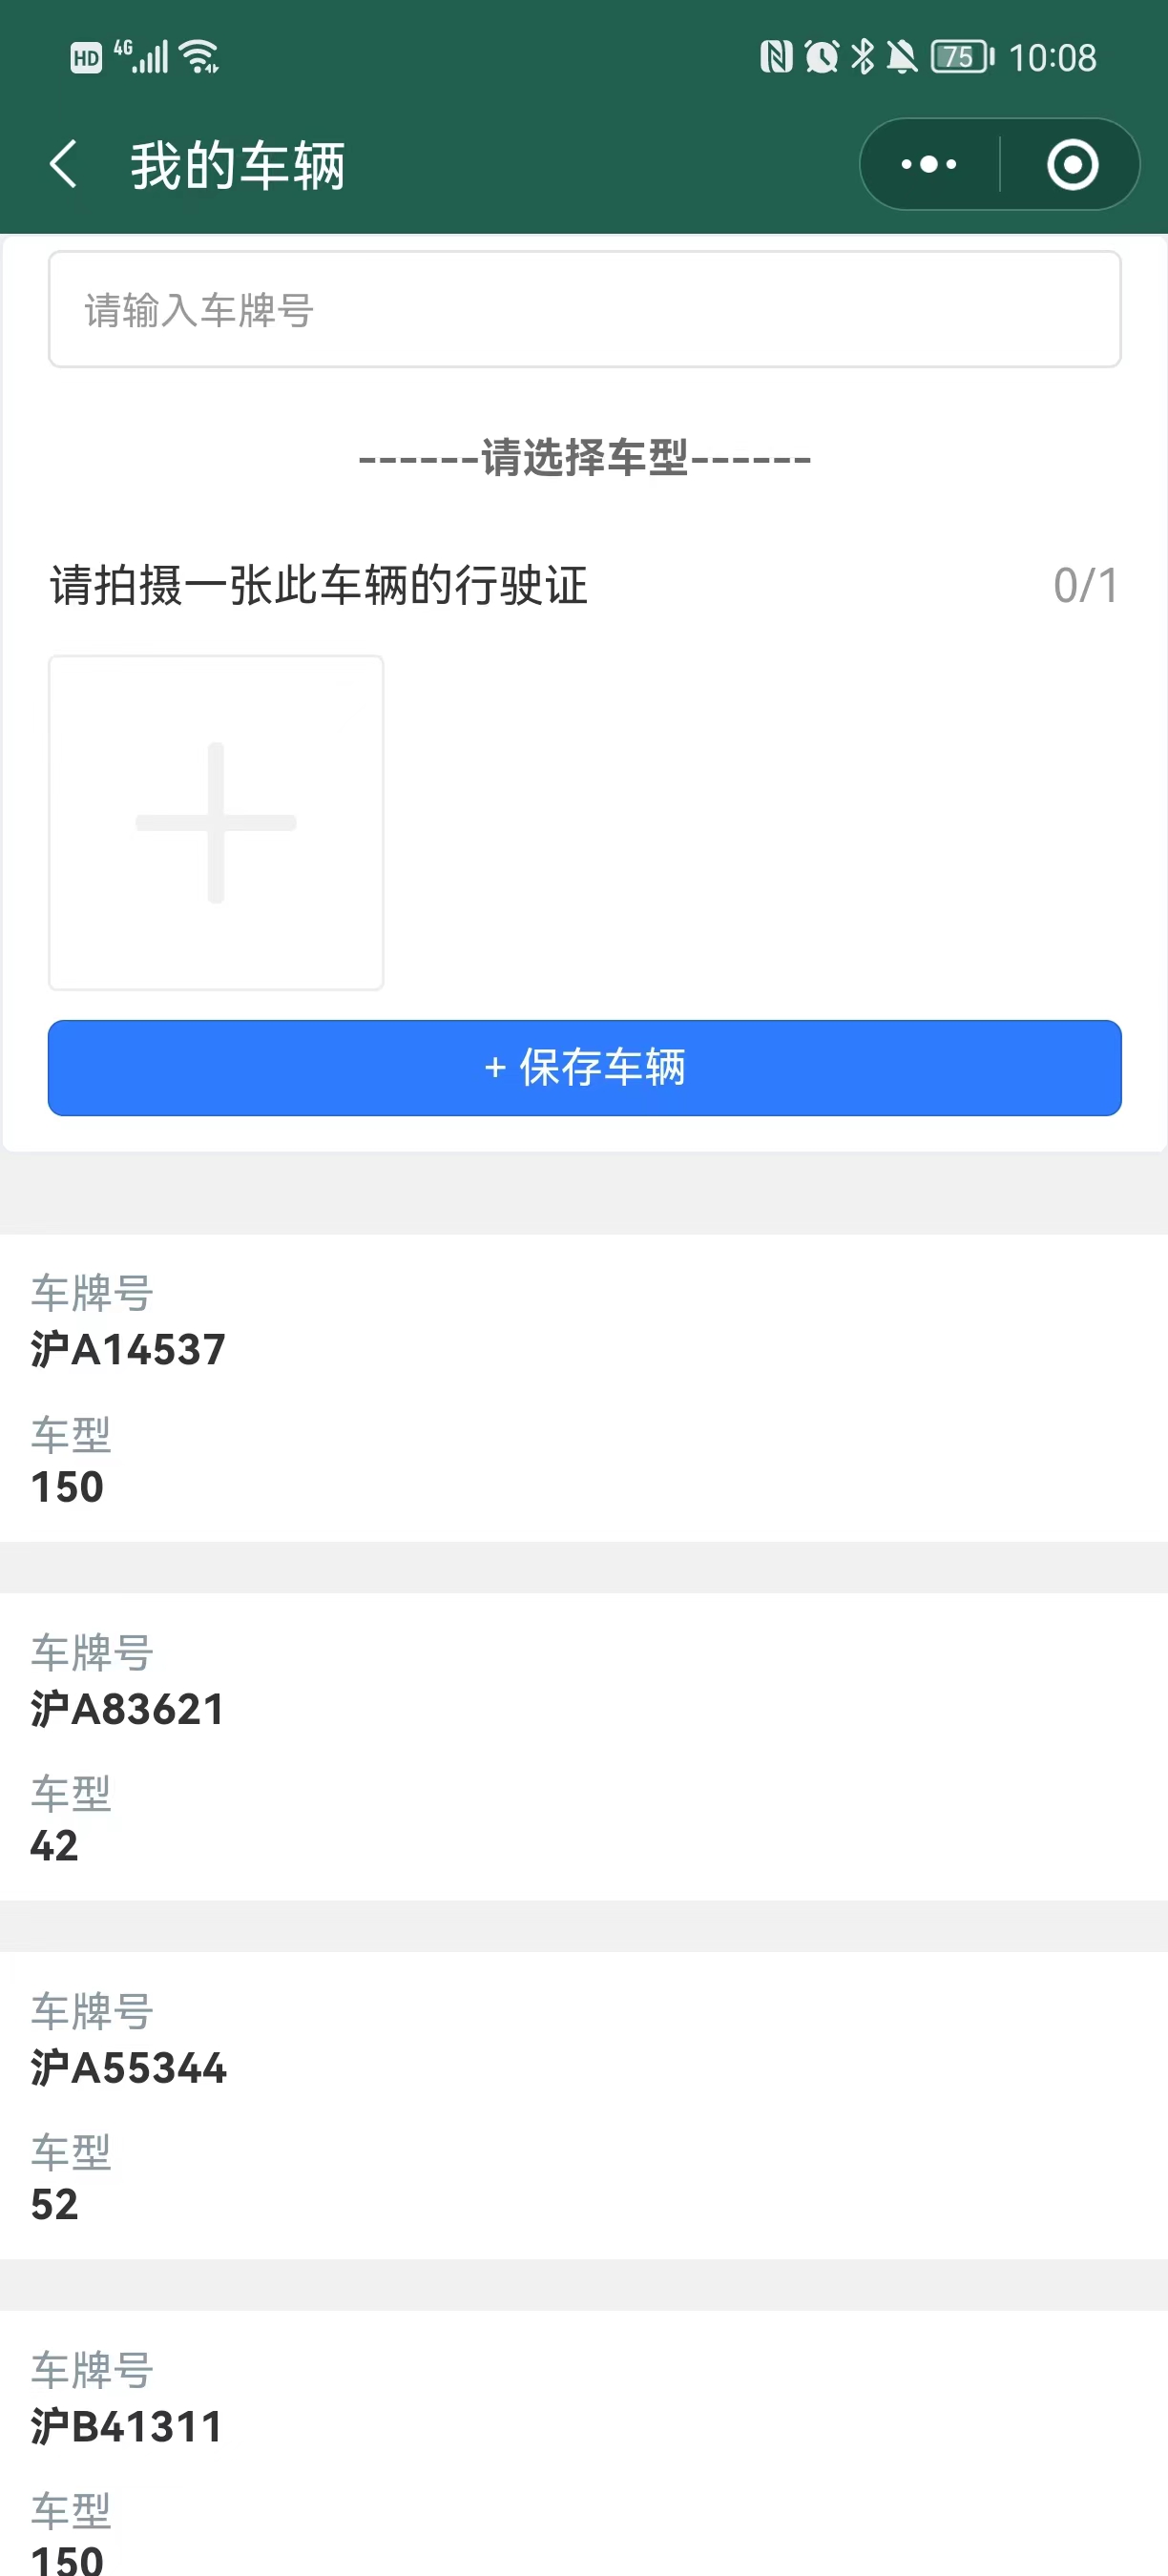 HD 4G 75 10:08
我的车辆
请输入车牌号
------请选择车型------
请拍摄一张此车辆的行驶证 0/1
+ 保存车辆
车牌号
沪A14537
车型
150
车牌号
沪A83621
车型
42
车牌号
沪A55344
车型
52
车牌号
沪B41311
车型
150